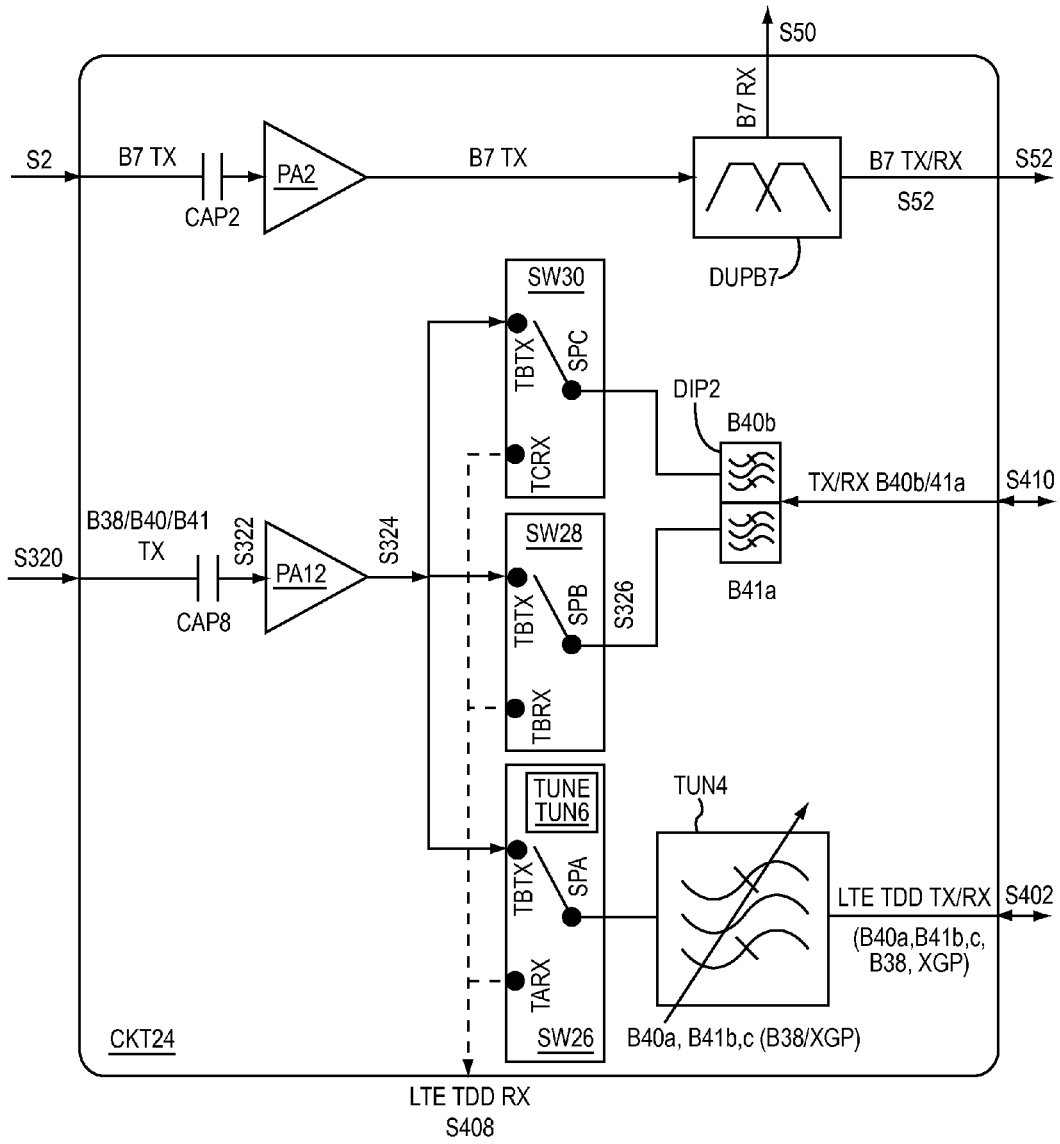 S50
B7 RX
S2
B7 TX
CAP2
PA2
B7 TX
B7 TX/RX
S52
S52
DUPB7
SW30
TBTX
SPC
TCRX
DIP2
B40b
TX/RX B40b/41a
S410
B41a
S320
B38/B40/B41
TX
CAP8
S322
PA12
S324
SW28
TBTX
SPB
TBRX
S326
TUNE
TUN6
TBTX
SPA
TARX
SW26
TUN4
LTE TDD TX/RX
S402
(B40a,B41b,c,
B38, XGP)
B40a, B41b,c (B38/XGP)
CKT24
LTE TDD RX
S408